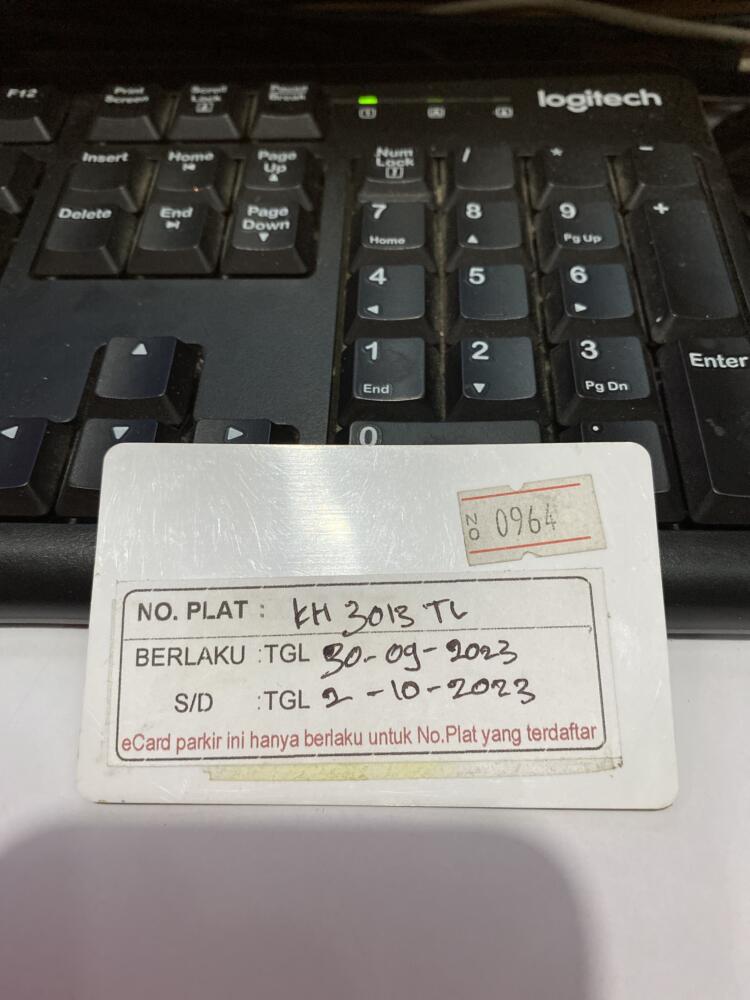 F12
Print Screen
Scroll Lock
Pause Break
logitech
Insert
Home
Page Up
Num Lock
/
*
-
Delete
End
Page Down
7 Home
8
9 Pg Up
+
4
5
6
1 End
2
3 Pg Dn
Enter
0
.
NO 0964
NO. PLAT : KH 3013 TL
BERLAKU :TGL 30-09-2023
S/D :TGL 2-10-2023
eCard parkir ini hanya berlaku untuk No.Plat yang terdaftar